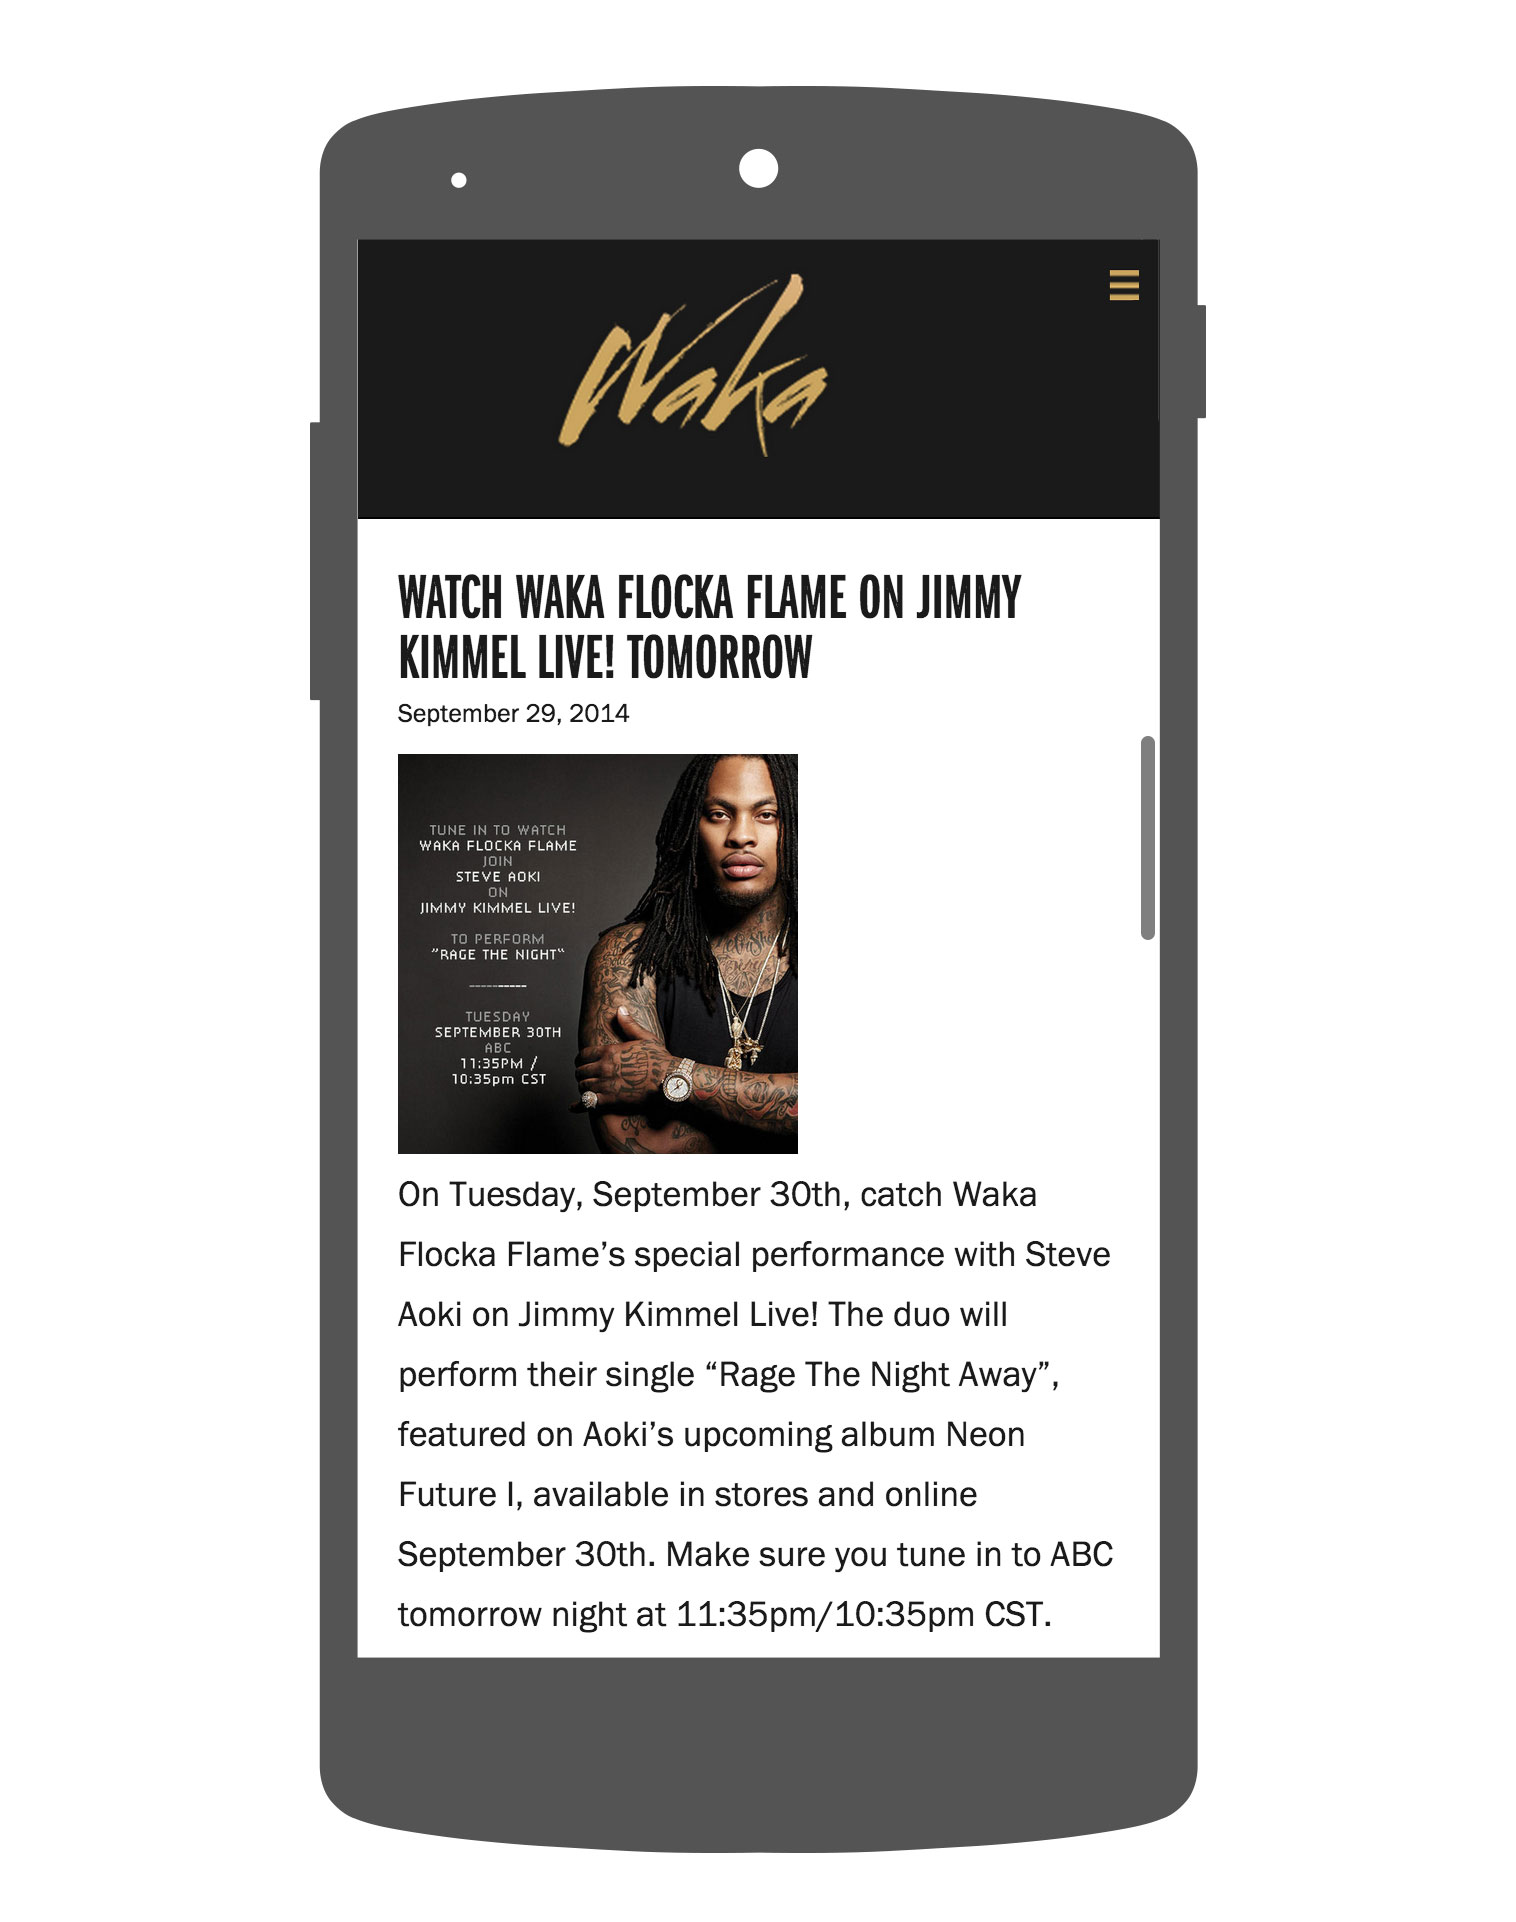 Waka
WATCH WAKA FLOCKA FLAME ON JIMMY
KIMMEL LIVE! TOMORROW
September 29, 2014
TUNE IN TO WATCH
WAKA FLOCKA FLAME
JOIN
STEVE AOKI
ON
JIMMY KIMMEL LIVE!
TO PERFORM
"RAGE THE NIGHT"
TUESDAY
SEPTEMBER 30TH
ABC
11:35PM /
10:35pm CST
On Tuesday, September 30th, catch Waka
Flocka Flame’s special performance with Steve
Aoki on Jimmy Kimmel Live! The duo will
perform their single “Rage The Night Away”,
featured on Aoki’s upcoming album Neon
Future I, available in stores and online
September 30th. Make sure you tune in to ABC
tomorrow night at 11:35pm/10:35pm CST.